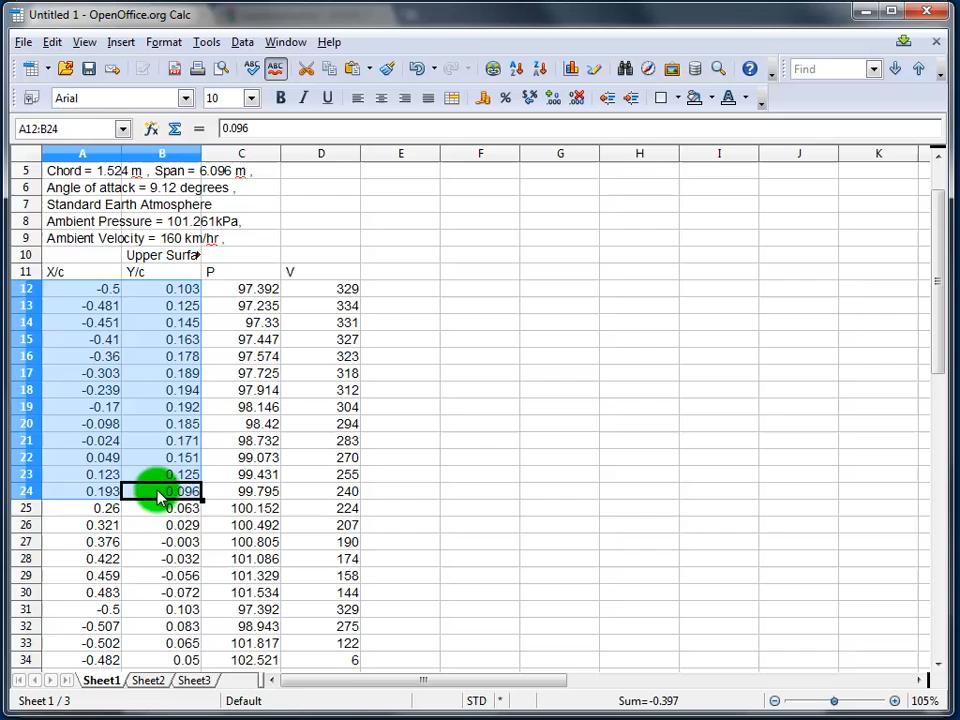 Untitled 1 - OpenOffice.org Calc
File Edit View Insert Format Tools Data Window Help
Find
Arial 10
A12:B24 0.096
A B C D E F G H I J K
5 Chord = 1.524 m , Span = 6.096 m ,
6 Angle of attack = 9.12 degrees ,
7 Standard Earth Atmosphere
8 Ambient Pressure = 101.261kPa,
9 Ambient Velocity = 160 km/hr ,
10 Upper Surfa
11 X/c Y/c P V
12 -0.5 0.103 97.392 329
13 -0.481 0.125 97.235 334
14 -0.451 0.145 97.33 331
15 -0.41 0.163 97.447 327
16 -0.36 0.178 97.574 323
17 -0.303 0.189 97.725 318
18 -0.239 0.194 97.914 312
19 -0.17 0.192 98.146 304
20 -0.098 0.185 98.42 294
21 -0.024 0.171 98.732 283
22 0.049 0.151 99.073 270
23 0.123 0.125 99.431 255
24 0.193 0.096 99.795 240
25 0.26 0.063 100.152 224
26 0.321 0.029 100.492 207
27 0.376 -0.003 100.805 190
28 0.422 -0.032 101.086 174
29 0.459 -0.056 101.329 158
30 0.483 -0.072 101.534 144
31 -0.5 0.103 97.392 329
32 -0.507 0.083 98.943 275
33 -0.502 0.065 101.817 122
34 -0.482 0.05 102.521 6
Sheet1 Sheet2 Sheet3
Sheet 1 / 3 Default STD * Sum=-0.397 105%